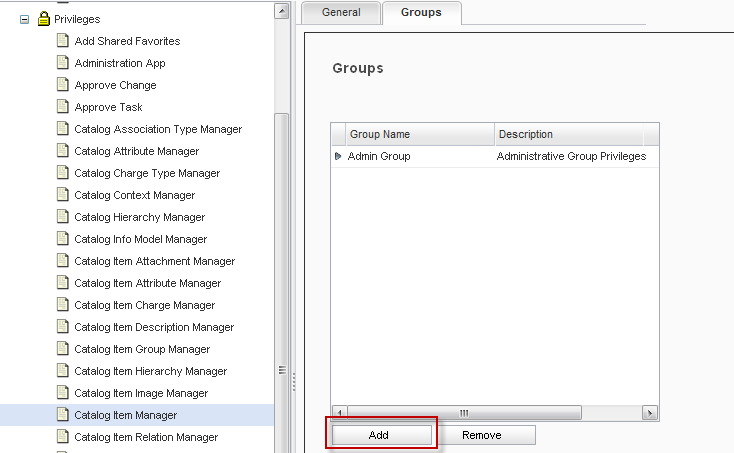 Privileges
Add Shared Favorites
Administration App
Approve Change
Approve Task
Catalog Association Type Manager
Catalog Attribute Manager
Catalog Charge Type Manager
Catalog Context Manager
Catalog Hierarchy Manager
Catalog Info Model Manager
Catalog Item Attachment Manager
Catalog Item Attribute Manager
Catalog Item Charge Manager
Catalog Item Description Manager
Catalog Item Group Manager
Catalog Item Hierarchy Manager
Catalog Item Image Manager
Catalog Item Manager
Catalog Item Relation Manager
General Groups
Groups
Group Name Description
Admin Group Administrative Group Privileges
Add Remove